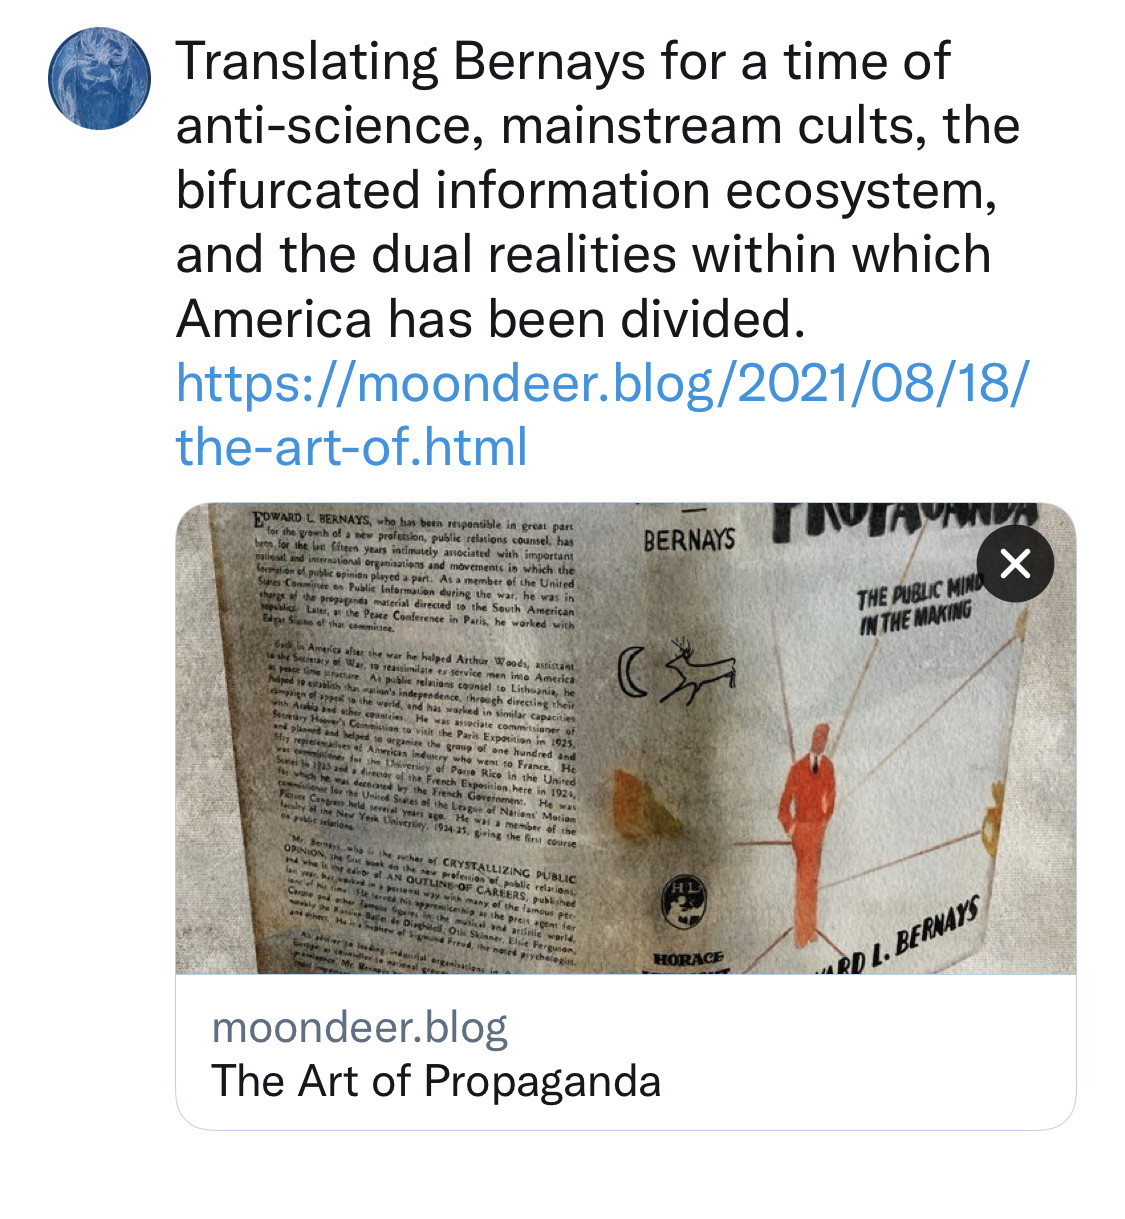 Translating Bernays for a time of
anti-science, mainstream cults, the
bifurcated information ecosystem,
and the dual realities within which
America has been divided.
https://moondeer.blog/2021/08/18/
the-art-of.html
EDWARD L. BERNAYS, who has been responsible in great part
for the growth of a new profession, public relations counsel, has
been for the last fifteen years intimately associated with important
national and international organizations and movements in which the
formation of public opinion played a part. As a member of the United
States Committee on Public Information during the war, he was in
charge of the propaganda material directed to the South American
republics. Later, at the Peace Conference in Paris, he worked with
Edgar Sisson of that committee.
Back in America after the war he helped Arthur Woods, assistant
to the Secretary of War, to reassimilate ex service men into America
as peace time structure. As public relations counsel to Lithuania, he
helped to establish that nation's independence, through directing their
campaign of appeal to the world, and has worked in similar capacities
with Arabia and other countries. He was associate commissioner of
Secretary Hoover's Commission to visit the Paris Exposition in 1925,
and planned and helped to organize the group of one hundred and
fifty representatives of American industry who went to France. He
was commissioner for the University of Porto Rico in the United
States in 1923 and a director of the French Exposition here in 1924,
for which he was decorated by the French Government. He was
commissioner for the United States of the League of Nations' Motion
Picture Congress held several years ago. He was a member of the
faculty of the New York University, 1924-25, giving the first course
on public relations.
Mr. Bernays, who is the author of CRYSTALLIZING PUBLIC
OPINION, the first book on the new profession of public relations,
and who is the editor of AN OUTLINE OF CAREERS, published
last year, has worked in a personal way with many of the famous per-
sons of his time. He served his apprenticeship as the press agent for
Caruso and other famous figures in the musical and artistic world,
notably the Russian Ballet de Diaghileff, Otis Skinner, Elsie Ferguson,
and others. He is a nephew of Sigmund Freud, the noted psychologist.
As adviser to leading industrial organizations in
Europe as counsellor to national
Mr. Bernays
BERNAYS
HL
HORACE
PROPAGANDA
THE PUBLIC MIND
IN THE MAKING
ARD L. BERNAYS
moondeer.blog
The Art of Propaganda